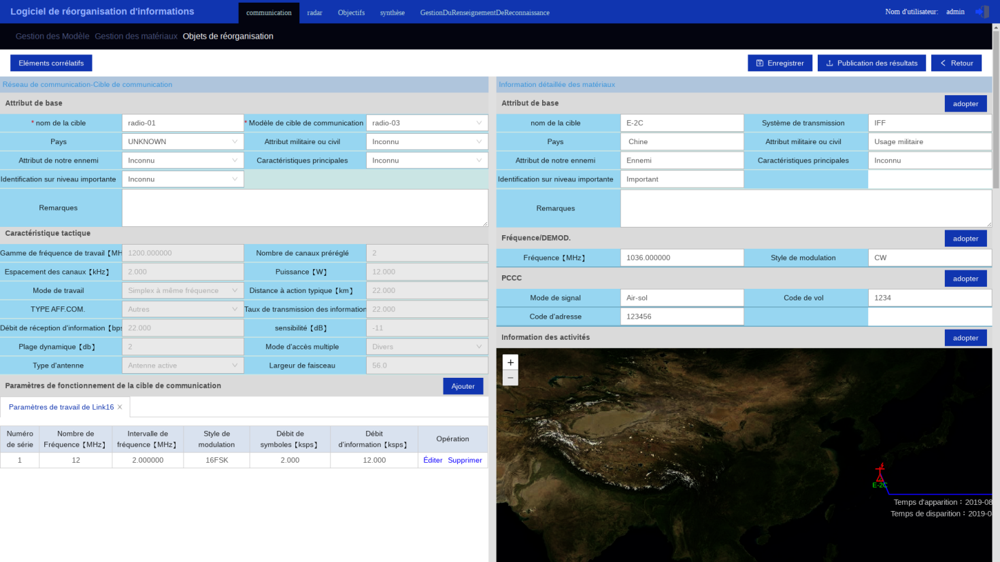 Logiciel de réorganisation d'informations
communication radar Objectifs synthèse GestionDuRenseignementDeReconnaissance
Nom d'utilisateur: admin
Gestion des Modèle Gestion des matériaux Objets de réorganisation
Eléments corrélatifs
Enregistrer Publication des résultats Retour
Réseau de communication-Cible de communication
Attribut de base
* nom de la cible radio-01 * Modèle de cible de communication radio-03
Pays UNKNOWN Attribut militaire ou civil Inconnu
Attribut de notre ennemi Inconnu Caractéristiques principales Inconnu
Identification sur niveau importante Inconnu
Remarques
Caractéristique tactique
Gamme de fréquence de travail【MH 1200.000000 Nombre de canaux préréglé 2
Espacement des canaux【kHz】 2.000 Puissance【W】 12.000
Mode de travail Simplex à même fréquence Distance à action typique【km】 22.000
TYPE AFF.COM. Autres Taux de transmission des information 22.000
Débit de réception d'information【bps 22.000 sensibilité【dB】 -11
Plage dynamique【db】 2 Mode d'accès multiple Divers
Type d'antenne Antenne active Largeur de faisceau 56.0
Paramètres de fonctionnement de la cible de communication Ajouter
Paramètres de travail de Link16
Numéro de série Nombre de Fréquence【MHz】 Intervalle de fréquence【MHz】 Style de modulation Débit de symboles【ksps】 Débit d'information【ksps】 Opération
1 12 2.000000 16FSK 2.000 12.000 Éditer Supprimer
Information détaillée des matériaux
Attribut de base adopter
nom de la cible E-2C Système de transmission IFF
Pays Chine Attribut militaire ou civil Usage militaire
Attribut de notre ennemi Ennemi Caractéristiques principales Inconnu
Identification sur niveau importante Important
Remarques
Fréquence/DEMOD. adopter
Fréquence【MHz】 1036.000000 Style de modulation CW
PCCC adopter
Mode de signal Air-sol Code de vol 1234
Code d'adresse 123456
Information des activités adopter
+
−
E-2C
Temps d'apparition：2019-08
Temps de disparition：2019-0